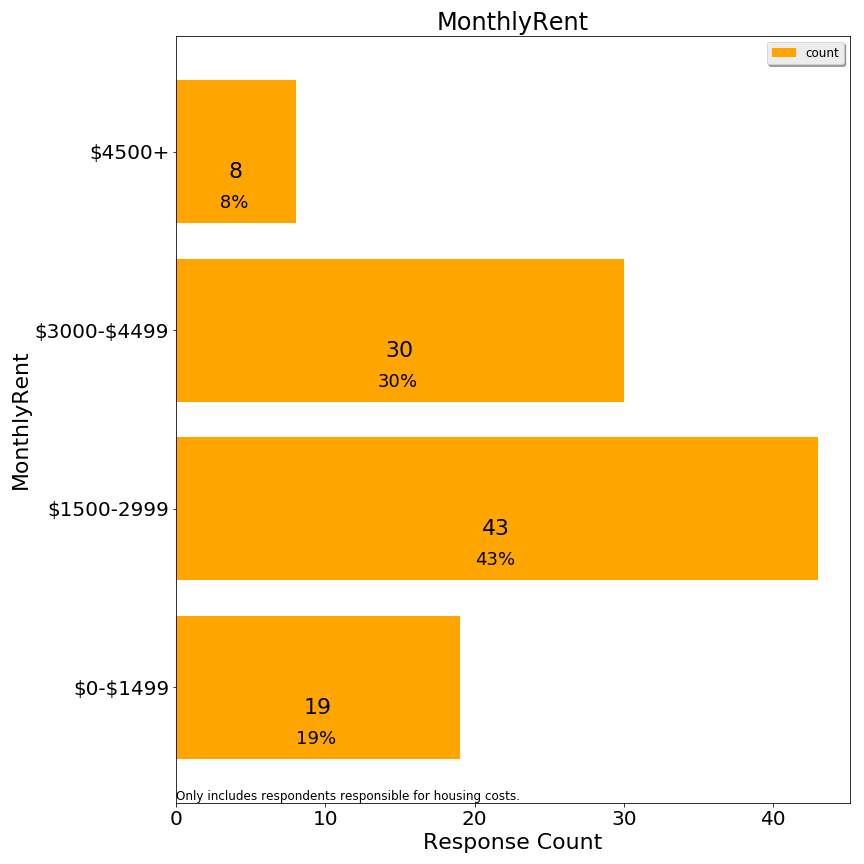 MonthlyRent
count
$4500+
8
8%
$3000-$4499
30
30%
MonthlyRent
$1500-2999
43
43%
$0-$1499
19
19%
Only includes respondents responsible for housing costs.
0 10 20 30 40
Response Count